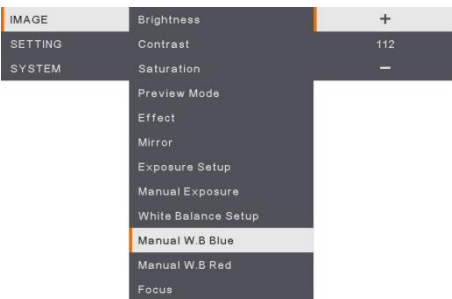 IMAGE
SETTING
SYSTEM
Brightness
Contrast
Saturation
Preview Mode
Effect
Mirror
Exposure Setup
Manual Exposure
White Balance Setup
Manual W.B Blue
Manual W.B Red
Focus
+
112
−